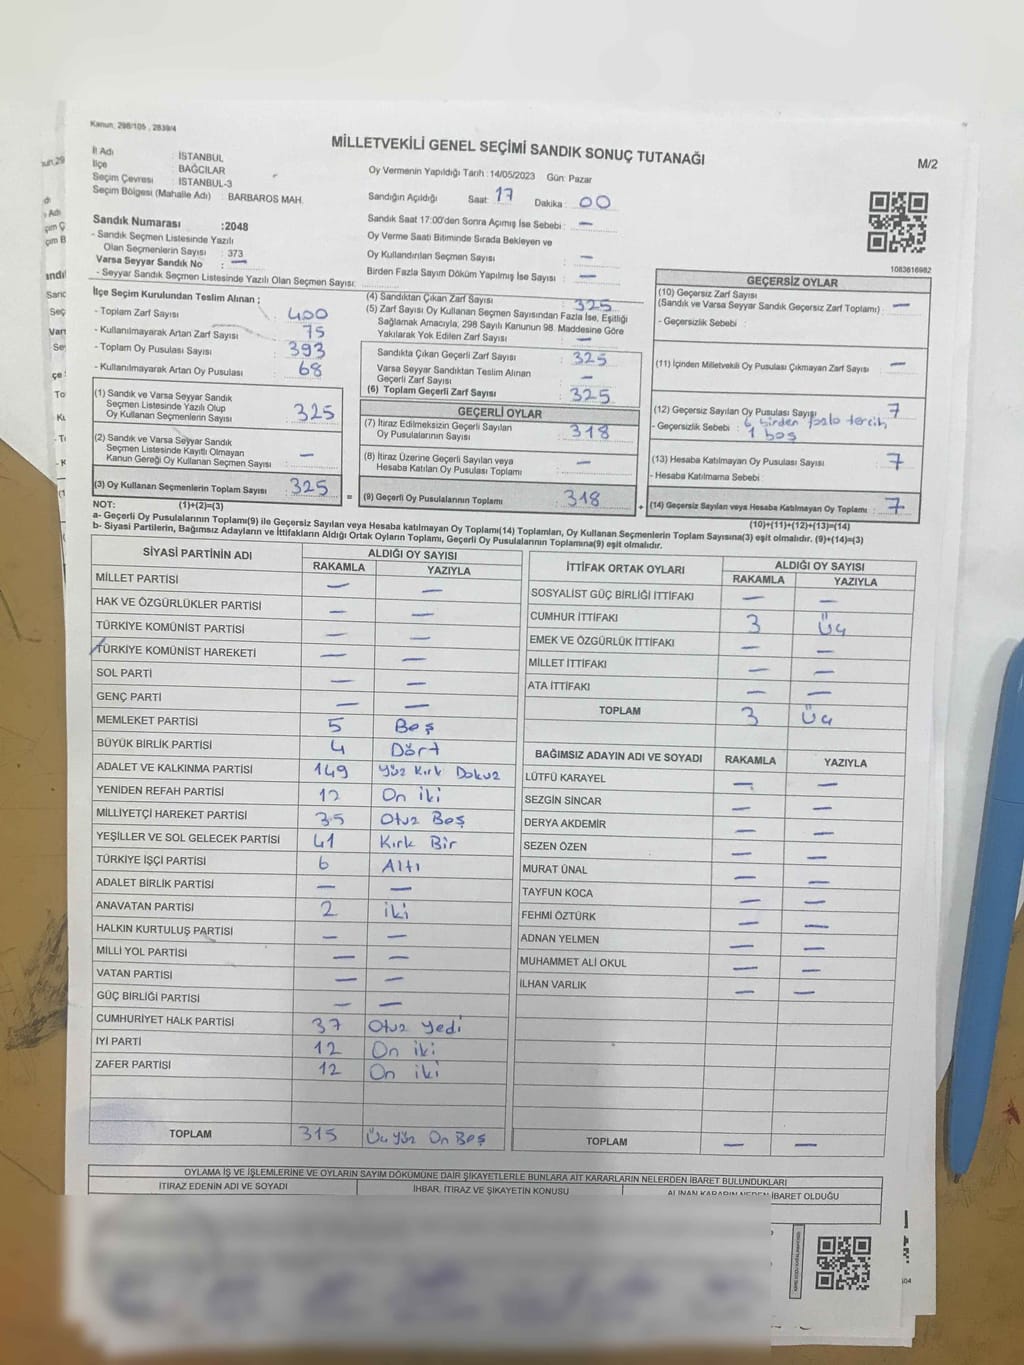 Kanun, 298/105 , 2839/4
MİLLETVEKİLİ GENEL SEÇİMİ SANDIK SONUÇ TUTANAĞI
M/2
İl Adı : İSTANBUL
İlçe : BAĞCILAR
Seçim Çevresi : İSTANBUL-3
Seçim Bölgesi (Mahalle Adı) : BARBAROS MAH.
Oy Vermenin Yapıldığı Tarih : 14/05/2023 Gün: Pazar
Sandığın Açıldığı Saat: 17 Dakika : 00
Sandık Saat 17:00'den Sonra Açımış İse Sebebi : —
Oy Verme Saati Bitiminde Sırada Bekleyen ve
Oy Kullandırılan Seçmen Sayısı : —
Birden Fazla Sayım Döküm Yapılmış İse Sayısı : —
1083616982
Sandık Numarası :2048
- Sandık Seçmen Listesinde Yazılı
Olan Seçmenlerin Sayısı : 373
Varsa Seyyar Sandık No : —
- Seyyar Sandık Seçmen Listesinde Yazılı Olan Seçmen Sayısı:
İlçe Seçim Kurulundan Teslim Alınan ;
- Toplam Zarf Sayısı : 400
- Kullanılmayarak Artan Zarf Sayısı : 75
- Toplam Oy Pusulası Sayısı : 393
- Kullanılmayarak Artan Oy Pusulası : 68
(1) Sandık ve Varsa Seyyar Sandık
Seçmen Listesinde Yazılı Olup
Oy Kullanan Seçmenlerin Sayısı : 325
(2) Sandık ve Varsa Seyyar Sandık
Seçmen Listesinde Kayıtlı Olmayan
Kanun Gereği Oy Kullanan Seçmen Sayısı : —
(3) Oy Kullanan Seçmenlerin Toplam Sayısı : 325
(4) Sandıktan Çıkan Zarf Sayısı : 325
(5) Zarf Sayısı Oy Kullanan Seçmen Sayısından Fazla İse, Eşitliği
Sağlamak Amacıyla, 298 Sayılı Kanunun 98. Maddesine Göre
Yakılarak Yok Edilen Zarf Sayısı : —
Sandıkta Çıkan Geçerli Zarf Sayısı : 325
Varsa Seyyar Sandıktan Teslim Alınan
Geçerli Zarf Sayısı : —
(6) Toplam Geçerli Zarf Sayısı : 325
GEÇERLİ OYLAR
(7) İtiraz Edilmeksizin Geçerli Sayılan
Oy Pusulalarının Sayısı : 318
(8) İtiraz Üzerine Geçerli Sayılan veya
Hesaba Katılan Oy Pusulası Toplamı : —
= (9) Geçerli Oy Pusulalarının Toplamı : 318 +
GEÇERSİZ OYLAR
(10) Geçersiz Zarf Sayısı
(Sandık ve Varsa Seyyar Sandık Geçersiz Zarf Toplamı) : —
- Geçersizlik Sebebi :
(11) İçinden Milletvekili Oy Pusulası Çıkmayan Zarf Sayısı : —
(12) Geçersiz Sayılan Oy Pusulası Sayısı : 7
- Geçersizlik Sebebi : 6 birden fazla tercih
1 boş
(13) Hesaba Katılmayan Oy Pusulası Sayısı : 7
- Hesaba Katılmama Sebebi :
(14) Geçersiz Sayılan veya Hesaba Katılmayan Oy Toplamı : 7
NOT: (1)+(2)=(3)
(10)+(11)+(12)+(13)=(14)
a- Geçerli Oy Pusulalarının Toplamı(9) ile Geçersiz Sayılan veya Hesaba katılmayan Oy Toplamı(14) Toplamları, Oy Kullanan Seçmenlerin Toplam Sayısına(3) eşit olmalıdır. (9)+(14)=(3)
b- Siyasi Partilerin, Bağımsız Adayların ve İttifakların Aldığı Ortak Oyların Toplamı, Geçerli Oy Pusulalarının Toplamına(9) eşit olmalıdır.
SİYASİ PARTİNİN ADI ALDIĞI OY SAYISI
RAKAMLA YAZIYLA
MİLLET PARTİSİ — —
HAK VE ÖZGÜRLÜKLER PARTİSİ — —
TÜRKİYE KOMÜNİST PARTİSİ — —
TÜRKİYE KOMÜNİST HAREKETİ — —
SOL PARTİ — —
GENÇ PARTİ — —
MEMLEKET PARTİSİ 5 Beş
BÜYÜK BİRLİK PARTİSİ 4 Dört
ADALET VE KALKINMA PARTİSİ 149 Yüz Kırk Dokuz
YENİDEN REFAH PARTİSİ 12 On iki
MİLLİYETÇİ HAREKET PARTİSİ 35 Otuz Beş
YEŞİLLER VE SOL GELECEK PARTİSİ 41 Kırk Bir
TÜRKİYE İŞÇİ PARTİSİ 6 Altı
ADALET BİRLİK PARTİSİ — —
ANAVATAN PARTİSİ 2 iki
HALKIN KURTULUŞ PARTİSİ — —
MİLLİ YOL PARTİSİ — —
VATAN PARTİSİ — —
GÜÇ BİRLİĞİ PARTİSİ — —
CUMHURİYET HALK PARTİSİ 37 Otuz Yedi
İYİ PARTİ 12 On iki
ZAFER PARTİSİ 12 On iki
TOPLAM 315 Üç Yüz On Beş
İTTİFAK ORTAK OYLARI ALDIĞI OY SAYISI
RAKAMLA YAZIYLA
SOSYALİST GÜÇ BİRLİĞİ İTTİFAKI — —
CUMHUR İTTİFAKI 3 Üç
EMEK VE ÖZGÜRLÜK İTTİFAKI — —
MİLLET İTTİFAKI — —
ATA İTTİFAKI — —
TOPLAM 3 Üç
BAĞIMSIZ ADAYIN ADI VE SOYADI RAKAMLA YAZIYLA
LÜTFÜ KARAYEL — —
SEZGİN SİNCAR — —
DERYA AKDEMİR — —
SEZEN ÖZEN — —
MURAT ÜNAL — —
TAYFUN KOCA — —
FEHMİ ÖZTÜRK — —
ADNAN YELMEN — —
MUHAMMET ALİ OKUL — —
İLHAN VARLIK — —
TOPLAM — —
OYLAMA İŞ VE İŞLEMLERİNE VE OYLARIN SAYIM DÖKÜMÜNE DAİR ŞİKAYETLERLE BUNLARA AİT KARARLARIN NELERDEN İBARET BULUNDUKLARI
İTİRAZ EDENİN ADI VE SOYADI İHBAR, İTİRAZ VE ŞİKAYETİN KONUSU ALINAN KARARIN NEDEN İBARET OLDUĞU